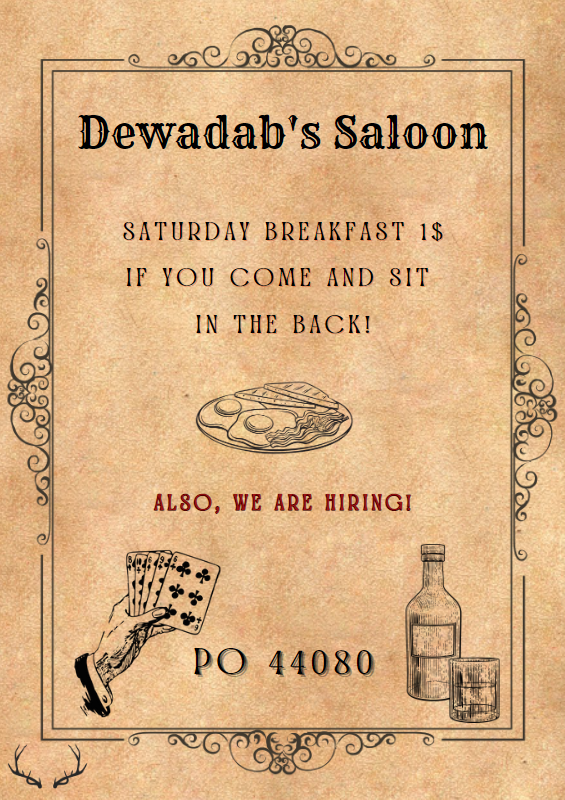 Dewadab's Saloon
SATURDAY BREAKFAST 1$
IF YOU COME AND SIT
IN THE BACK!
ALSO, WE ARE HIRING!
PO 44080